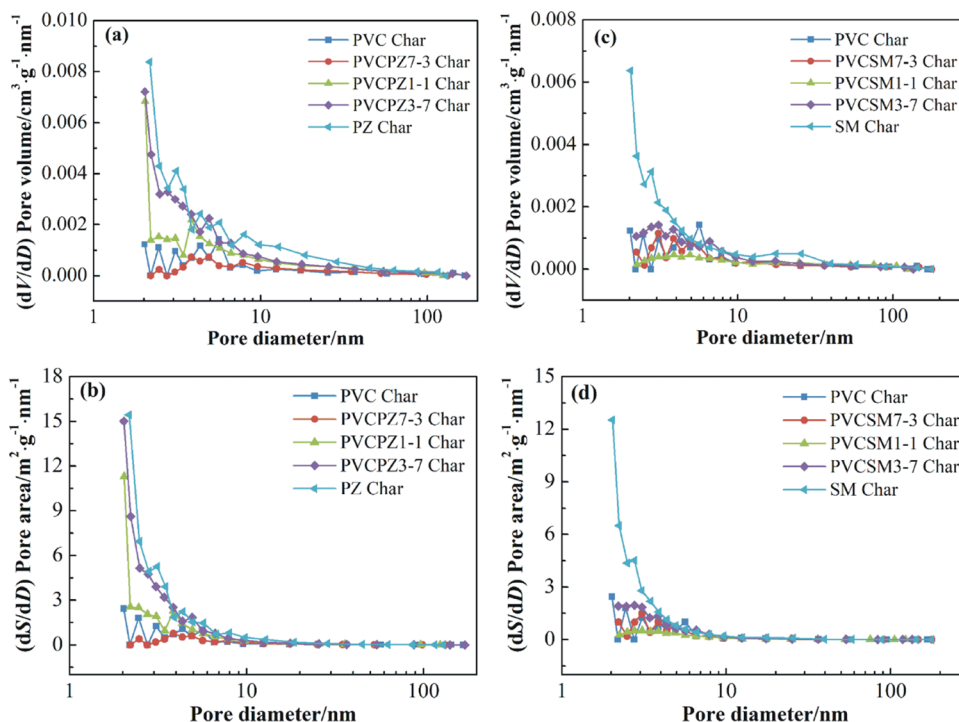 (a)
PVC Char
PVCPZ7-3 Char
PVCPZ1-1 Char
PVCPZ3-7 Char
PZ Char
(dV/dD) Pore volume/cm³·g⁻¹·nm⁻¹
0.010
0.008
0.006
0.004
0.002
0.000
1
10
100
Pore diameter/nm
(c)
PVC Char
PVCSM7-3 Char
PVCSM1-1 Char
PVCSM3-7 Char
SM Char
(dV/dD) Pore volume/cm³·g⁻¹·nm⁻¹
0.008
0.006
0.004
0.002
0.000
1
10
100
Pore diameter/nm
(b)
PVC Char
PVCPZ7-3 Char
PVCPZ1-1 Char
PVCPZ3-7 Char
PZ Char
(dS/dD) Pore area/m²·g⁻¹·nm⁻¹
18
15
12
9
6
3
0
1
10
100
Pore diameter/nm
(d)
PVC Char
PVCSM7-3 Char
PVCSM1-1 Char
PVCSM3-7 Char
SM Char
(dS/dD) Pore area/m²·g⁻¹·nm⁻¹
15
12
9
6
3
0
1
10
100
Pore diameter/nm